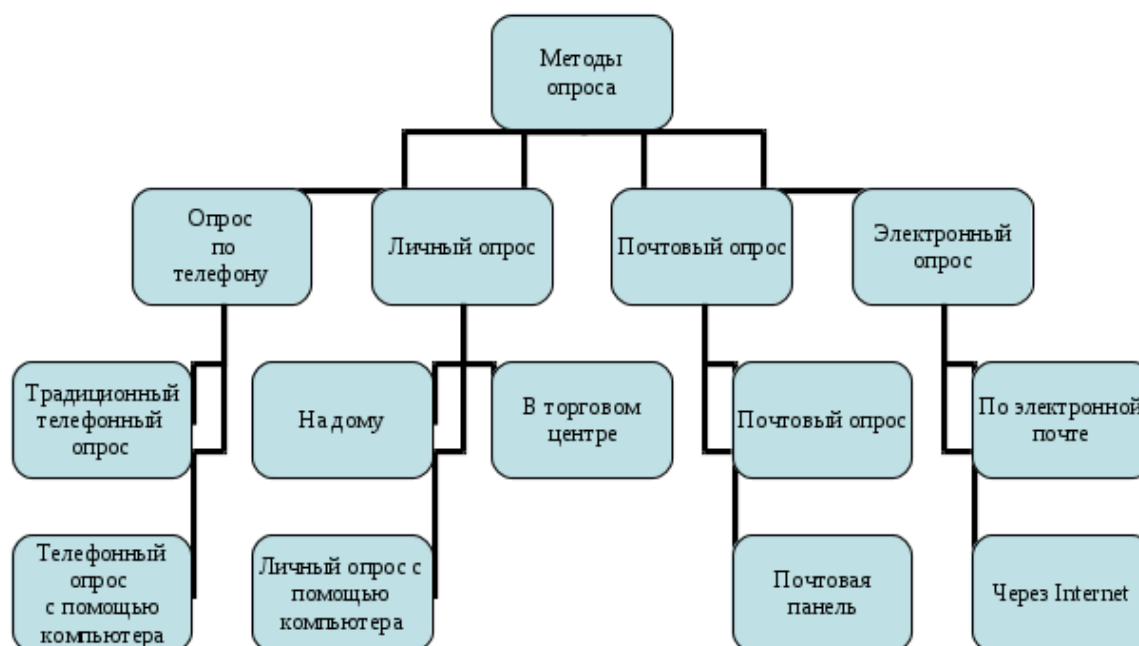 Методы
опроса
Опрос
по
телефону
Личный опрос
Почтовый опрос
Электронный
опрос
Традиционный
телефонный
опрос
На дому
В торговом
центре
Почтовый опрос
По электронной
почте
Телефонный
опрос
с помощью
компьютера
Личный опрос с
помощью
компьютера
Почтовая
панель
Через Internet